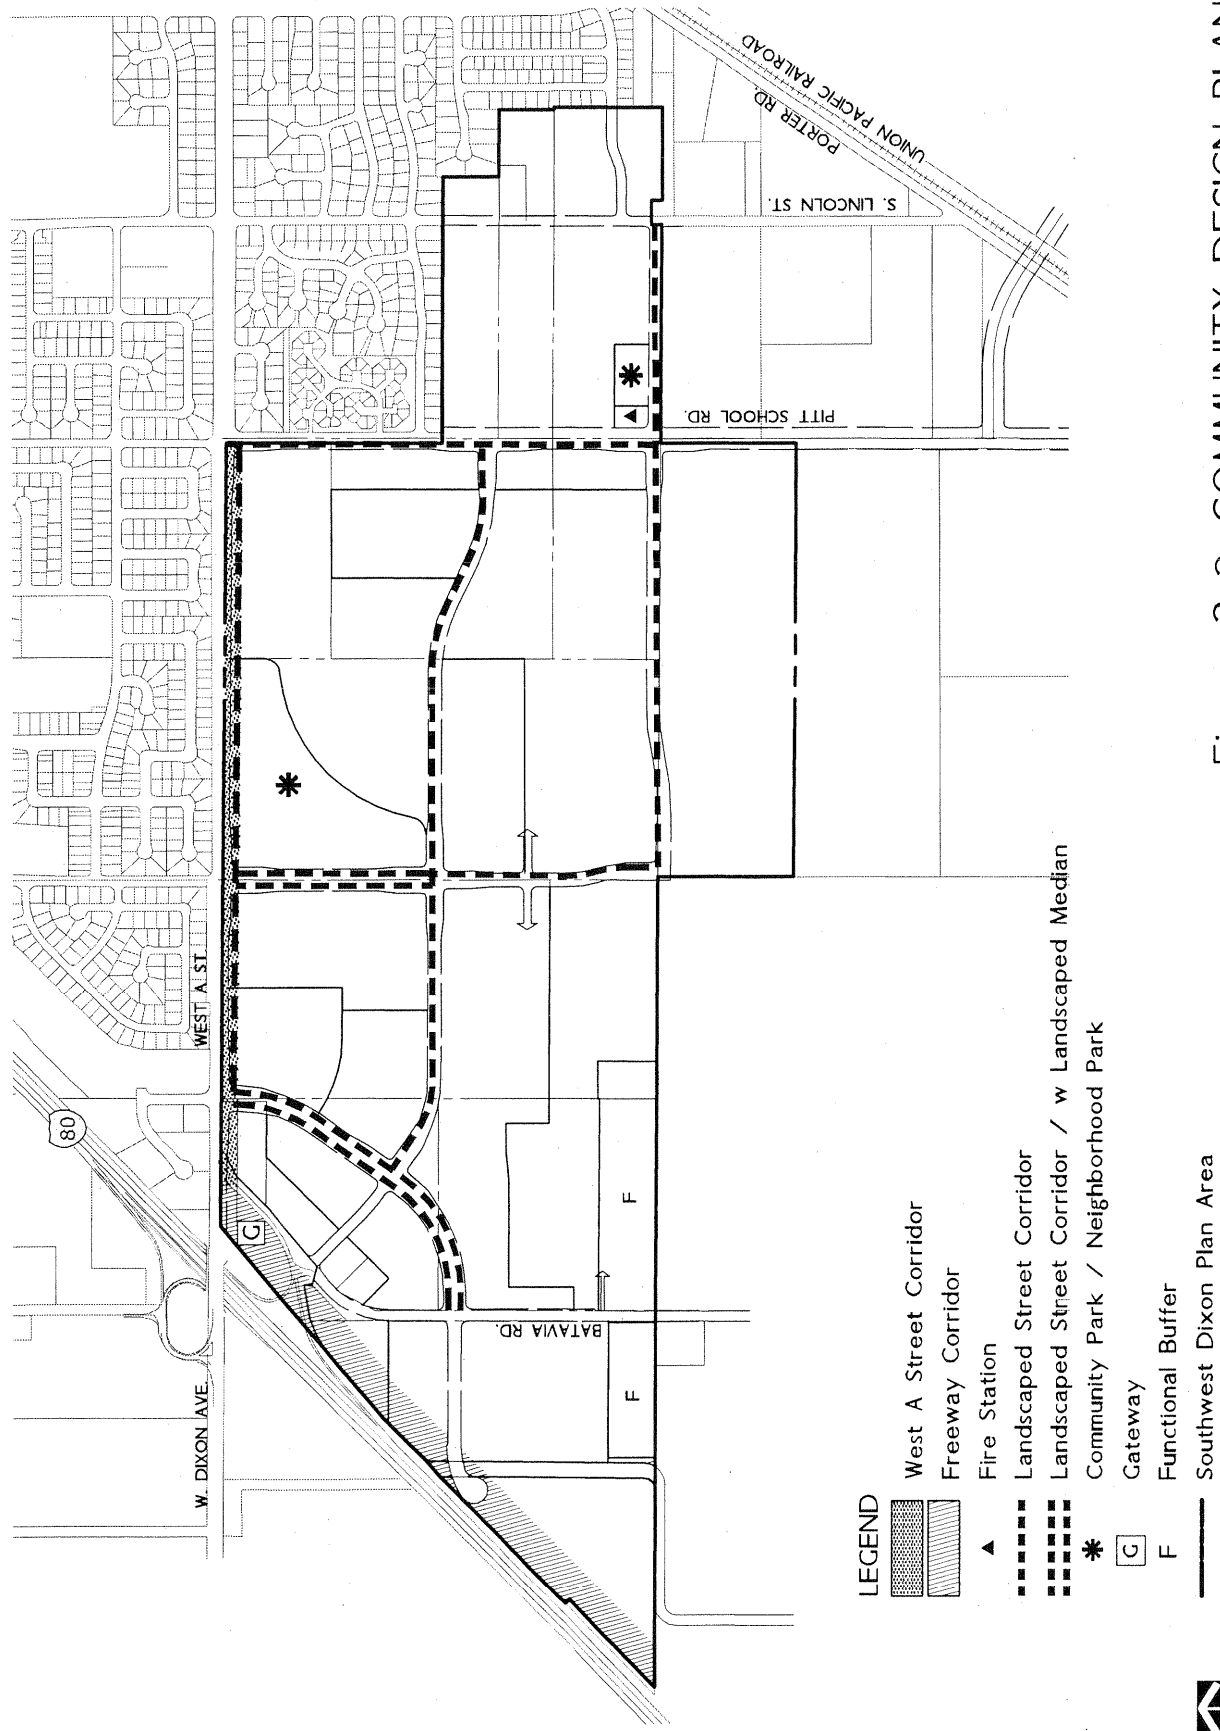 UNION PACIFIC RAILROAD
PORTER RD.
S. LINCOLN ST.
PITT SCHOOL RD.
WEST A ST.
80
G
F
F
BATAVIA RD.
W. DIXON AVE.
LEGEND
West A Street Corridor
Freeway Corridor
Fire Station
Landscaped Street Corridor
Landscaped Street Corridor / w Landscaped Median
Community Park / Neighborhood Park
G Gateway
F Functional Buffer
Southwest Dixon Plan Area
COMMUNITY DESIGN PLAN